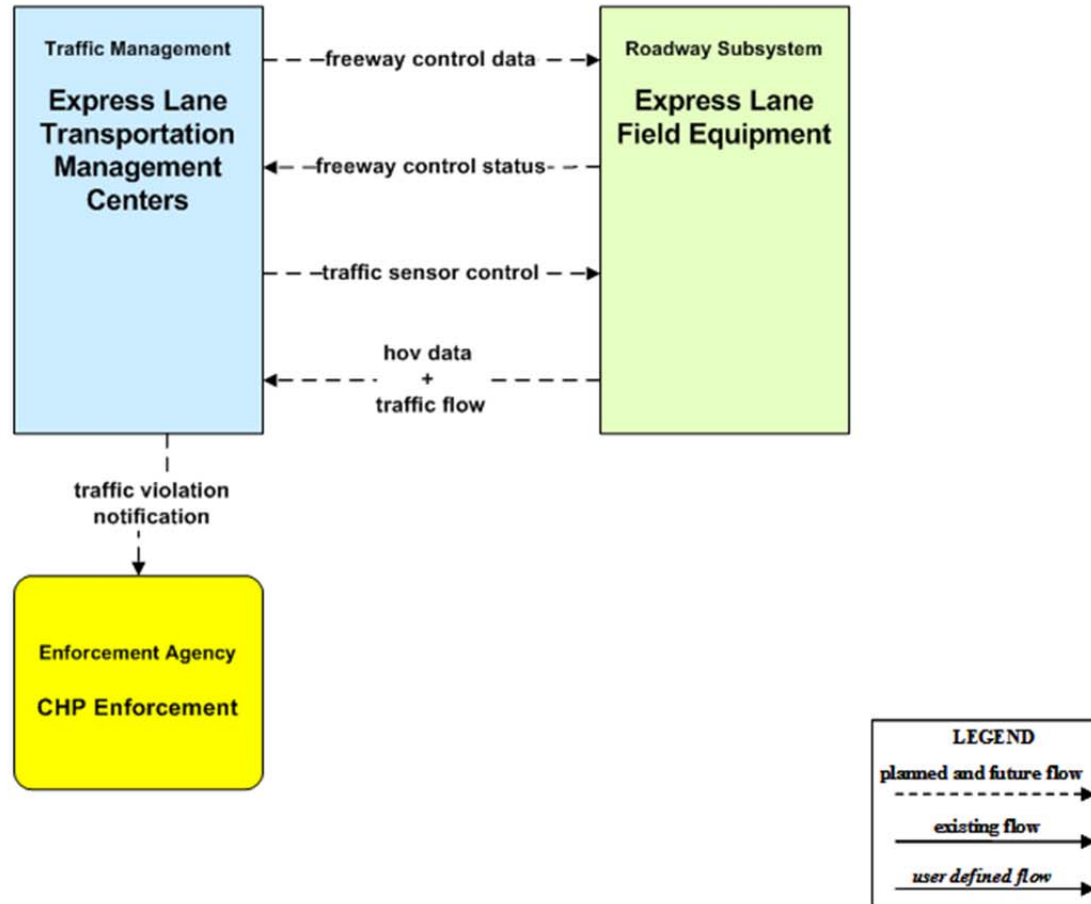 Traffic Management
Express Lane
Transportation
Management
Centers
freeway control data
Roadway Subsystem
Express Lane
Field Equipment
freeway control status
traffic sensor control
hov data
+
traffic flow
traffic violation
notification
Enforcement Agency
CHP Enforcement
LEGEND
planned and future flow
existing flow
user defined flow